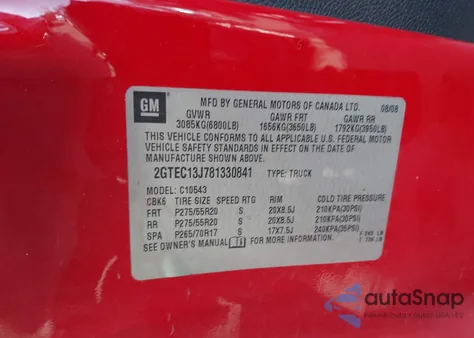 GM
MFD BY GENERAL MOTORS OF CANADA LTD. 08/08
GVWR GAWR FRT GAWR RR
3085KG(6800LB) 1656KG(3650LB) 1792KG(3950LB)
THIS VEHICLE CONFORMS TO ALL APPLICABLE U.S. FEDERAL MOTOR
VEHICLE SAFETY STANDARDS IN EFFECT ON THE DATE OF
MANUFACTURE SHOWN ABOVE.
2GTEC13J781330841 TYPE: TRUCK
MODEL: C10543
CBK6 TIRE SIZE SPEED RTG RIM COLD TIRE PRESSURE
FRT P275/55R20 S 20X8.5J 210KPA(30PSI)
RR P275/55R20 S 20X8.5J 210KPA(30PSI)
SPA P265/70R17 S 17X7.5J 240KPA(35PSI)
SEE OWNER'S MANUAL FOR MORE INFORMATION.
autoSnap